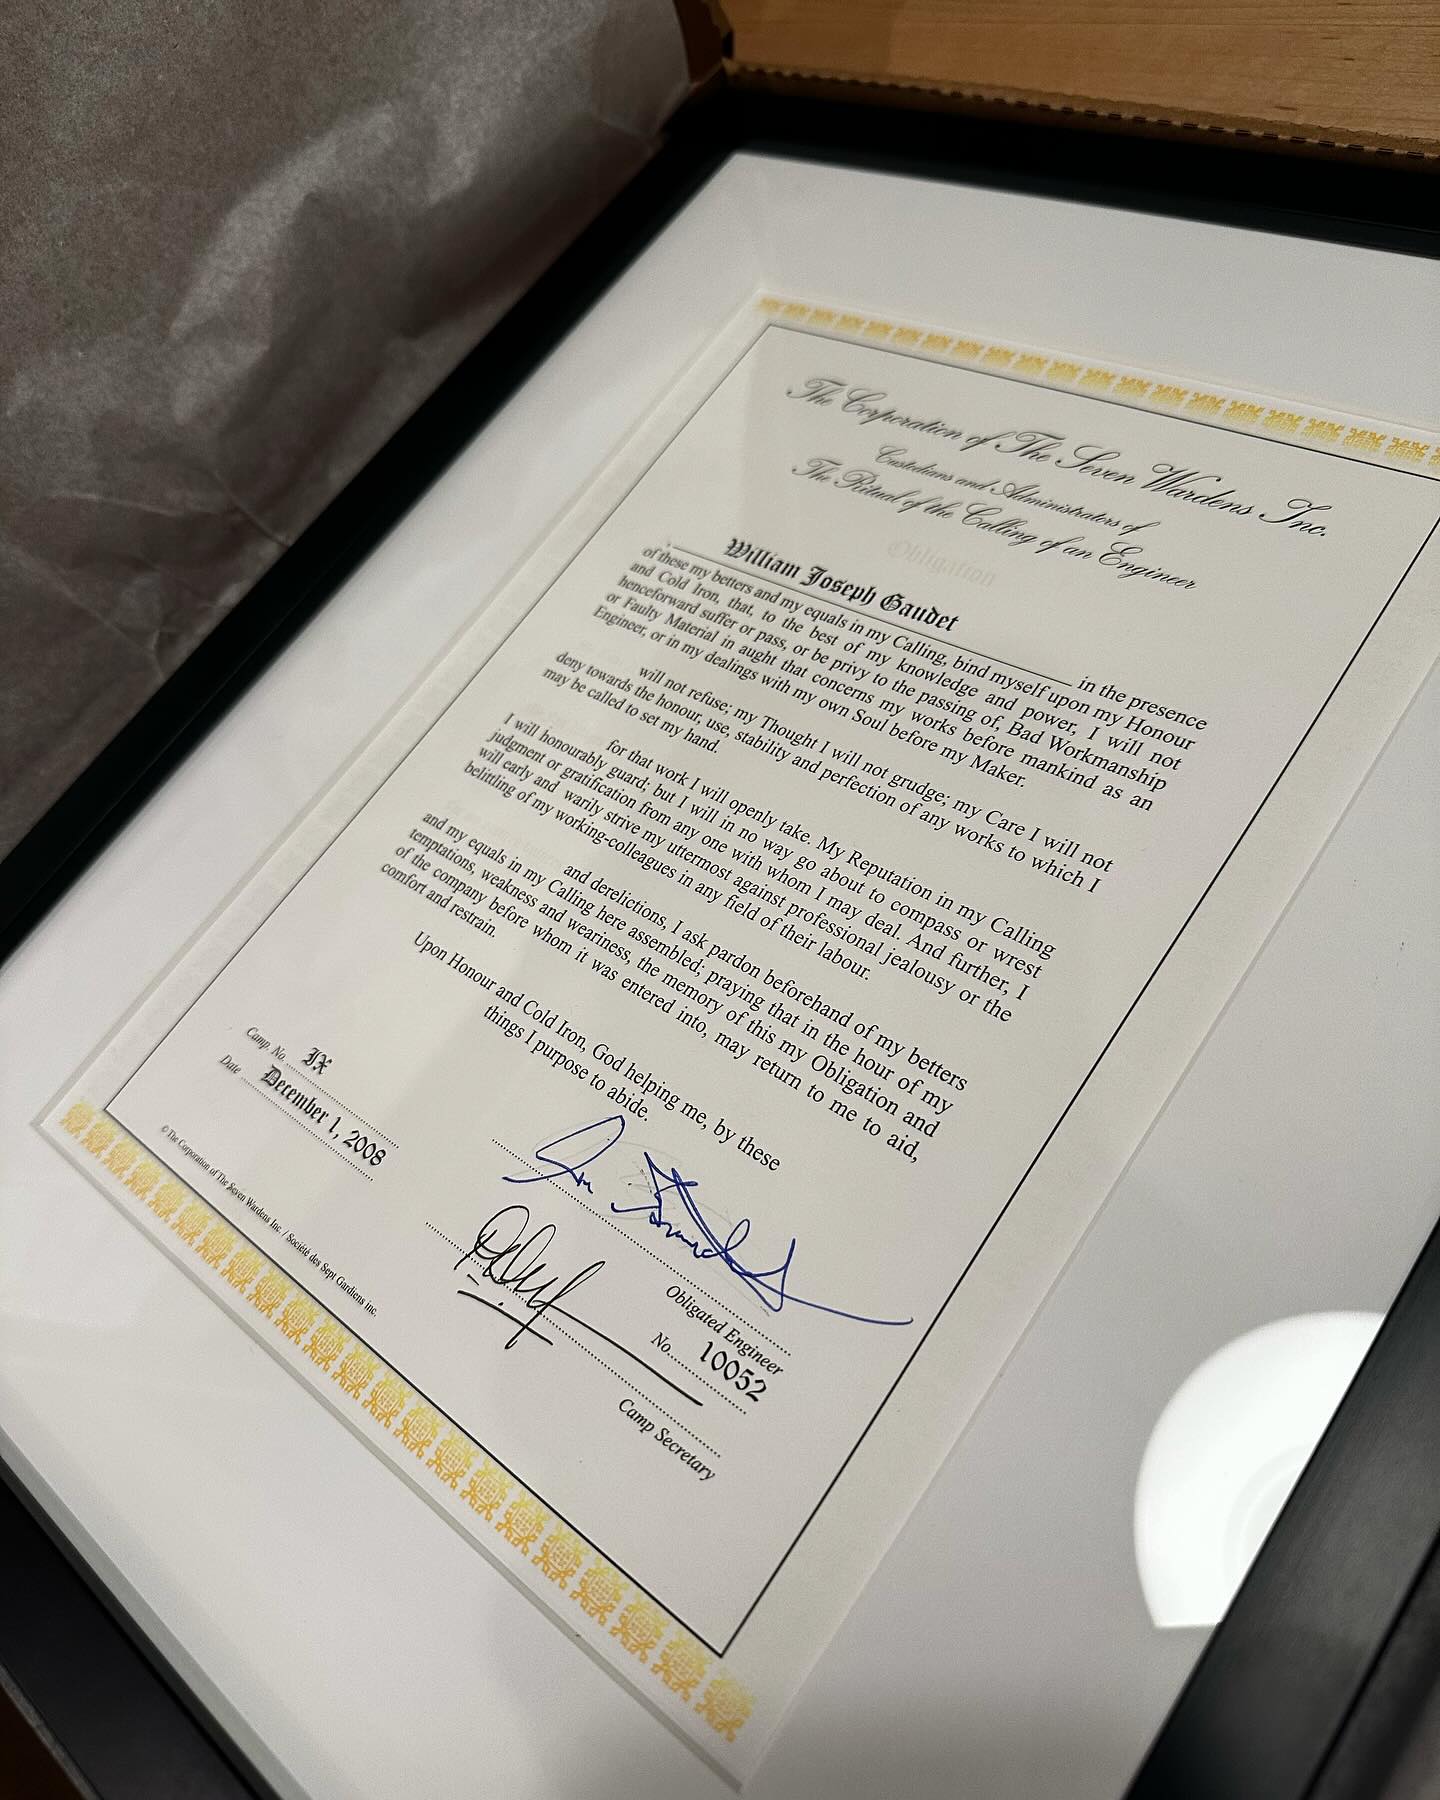 The Corporation of The Seven Wardens Inc.
Custodians and Administrators of
The Ritual of the Calling of an Engineer
Obligation
, William Joseph Gaudet in the presence
of these my betters and my equals in my Calling, bind myself upon my Honour
and Cold Iron, that, to the best of my knowledge and power, I will not
henceforward suffer or pass, or be privy to the passing of, Bad Workmanship
or Faulty Material in aught that concerns my works before mankind as an
Engineer, or in my dealings with my own Soul before my Maker.
will not refuse; my Thought I will not grudge; my Care I will not
deny towards the honour, use, stability and perfection of any works to which I
may be called to set my hand.
for that work I will openly take. My Reputation in my Calling
I will honourably guard; but I will in no way go about to compass or wrest
judgment or gratification from any one with whom I may deal. And further, I
will early and warily strive my uttermost against professional jealousy or the
belittling of my working-colleagues in any field of their labour.
and derelictions, I ask pardon beforehand of my betters
and my equals in my Calling here assembled; praying that in the hour of my
temptations, weakness and weariness, the memory of this my Obligation and
of the company before whom it was entered into, may return to me to aid,
comfort and restrain.
Upon Honour and Cold Iron, God helping me, by these
things I purpose to abide.
Camp. No. IX
Date December 1, 2008
Obligated Engineer
No. 10052
Camp Secretary
© The Corporation of The Seven Wardens Inc. / Société des Sept Gardiens inc.